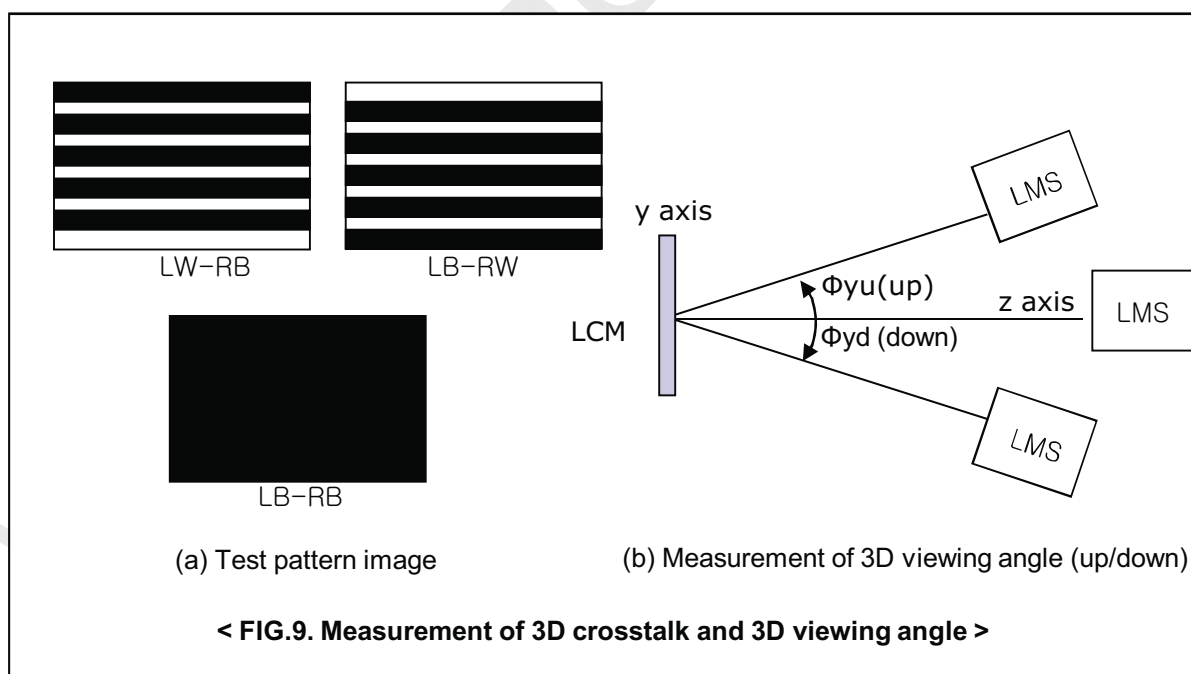 LW-RB
LB-RW
LB-RB
(a) Test pattern image
y axis
LCM
Φyu(up)
z axis
Φyd (down)
LMS
LMS
LMS
(b) Measurement of 3D viewing angle (up/down)
< FIG.9. Measurement of 3D crosstalk and 3D viewing angle >